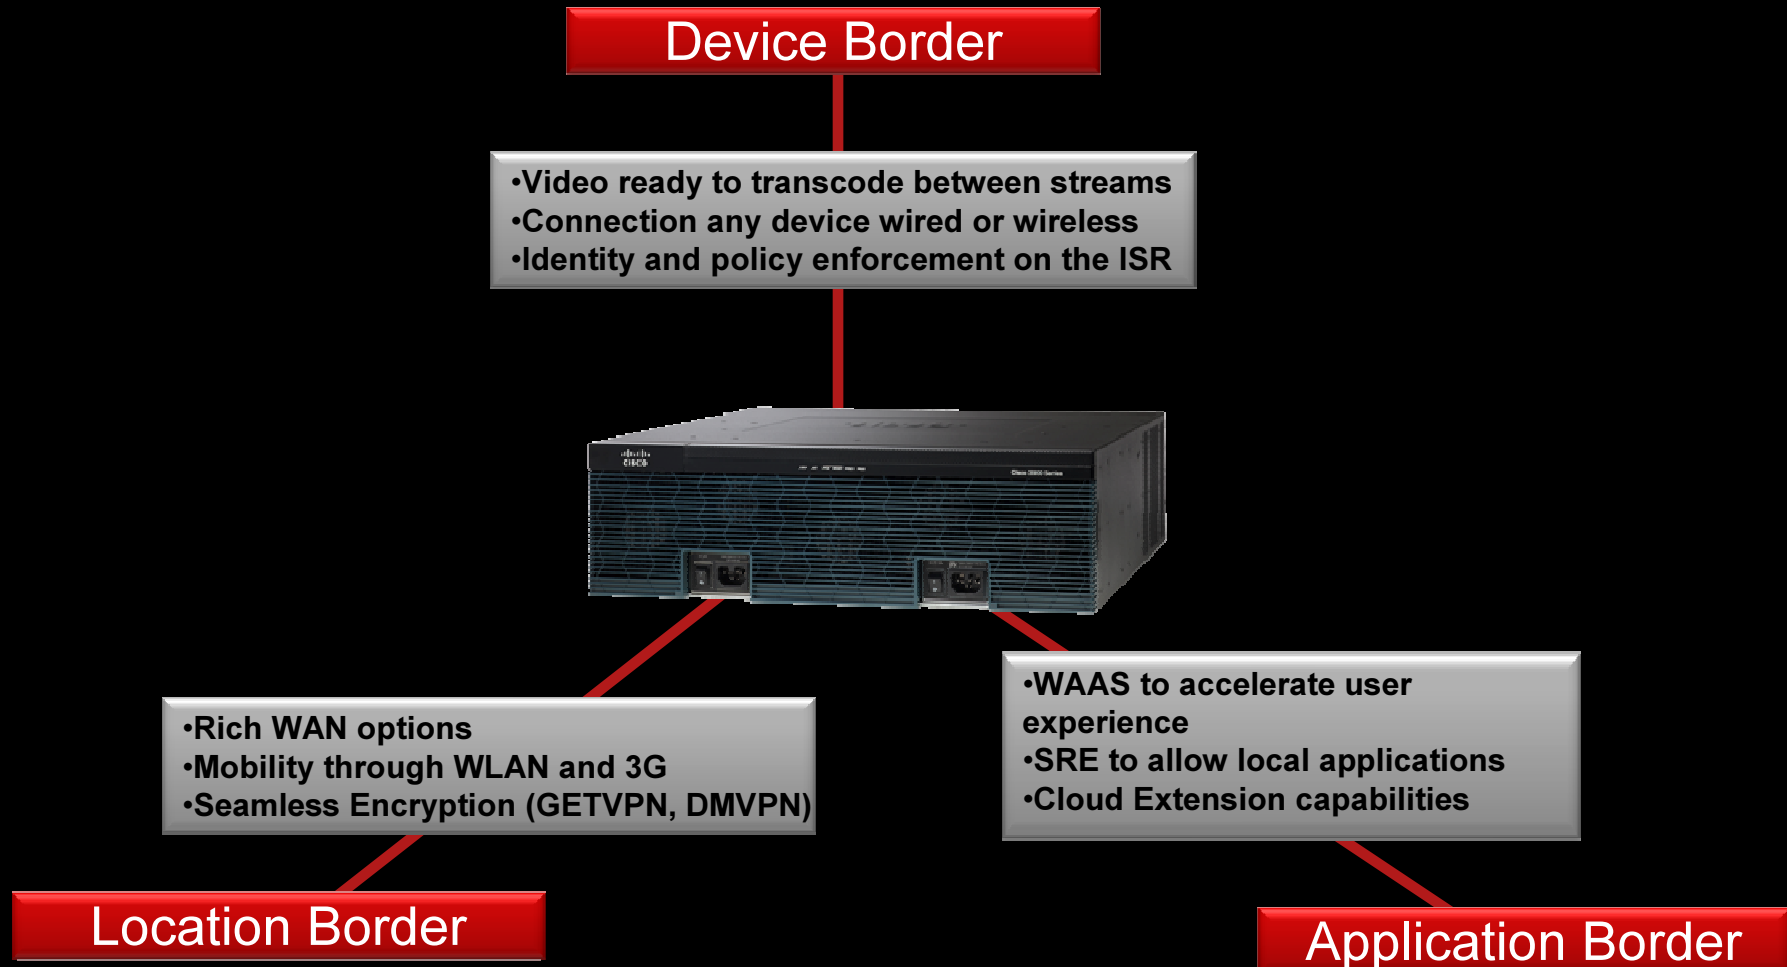 Device Border
•Video ready to transcode between streams
•Connection any device wired or wireless
•Identity and policy enforcement on the ISR
CISCO
•Rich WAN options
•Mobility through WLAN and 3G
•Seamless Encryption (GETVPN, DMVPN)
•WAAS to accelerate user
experience
•SRE to allow local applications
•Cloud Extension capabilities
Location Border
Application Border